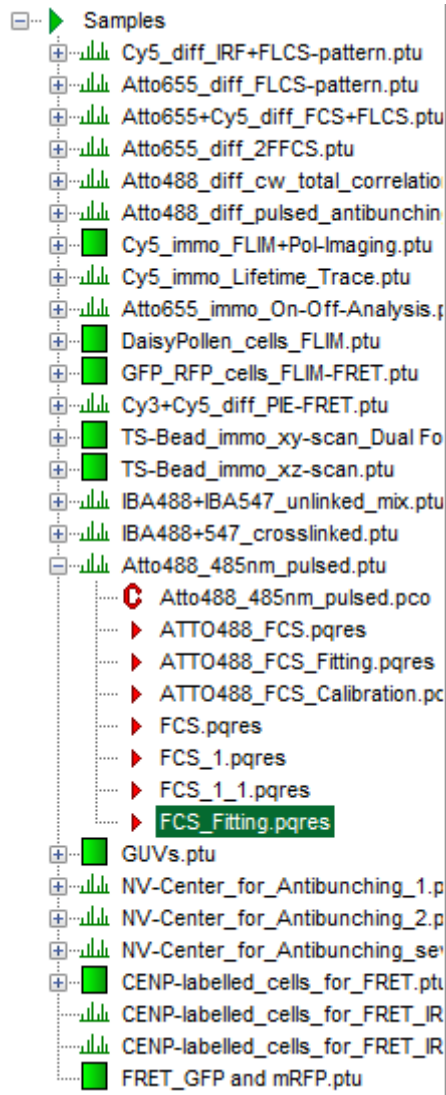 Samples
Cy5_diff_IRF+FLCS-pattern.ptu
Atto655_diff_FLCS-pattern.ptu
Atto655+Cy5_diff_FCS+FLCS.ptu
Atto655_diff_2FFCS.ptu
Atto488_diff_cw_total_correlatio
Atto488_diff_pulsed_antibunchin
Cy5_immo_FLIM+Pol-Imaging.ptu
Cy5_immo_Lifetime_Trace.ptu
Atto655_immo_On-Off-Analysis.p
DaisyPollen_cells_FLIM.ptu
GFP_RFP_cells_FLIM-FRET.ptu
Cy3+Cy5_diff_PIE-FRET.ptu
TS-Bead_immo_xy-scan_Dual Fo
TS-Bead_immo_xz-scan.ptu
IBA488+IBA547_unlinked_mix.ptu
IBA488+547_crosslinked.ptu
Atto488_485nm_pulsed.ptu
Atto488_485nm_pulsed.pco
ATTO488_FCS.pqres
ATTO488_FCS_Fitting.pqres
ATTO488_FCS_Calibration.pc
FCS.pqres
FCS_1.pqres
FCS_1_1.pqres
FCS_Fitting.pqres
GUVs.ptu
NV-Center_for_Antibunching_1.p
NV-Center_for_Antibunching_2.p
NV-Center_for_Antibunching_se
CENP-labelled_cells_for_FRET.ptu
CENP-labelled_cells_for_FRET_IR
CENP-labelled_cells_for_FRET_IR
FRET_GFP and mRFP.ptu